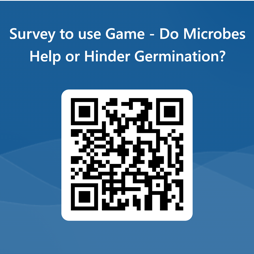 Survey to use Game - Do Microbes
Help or Hinder Germination?